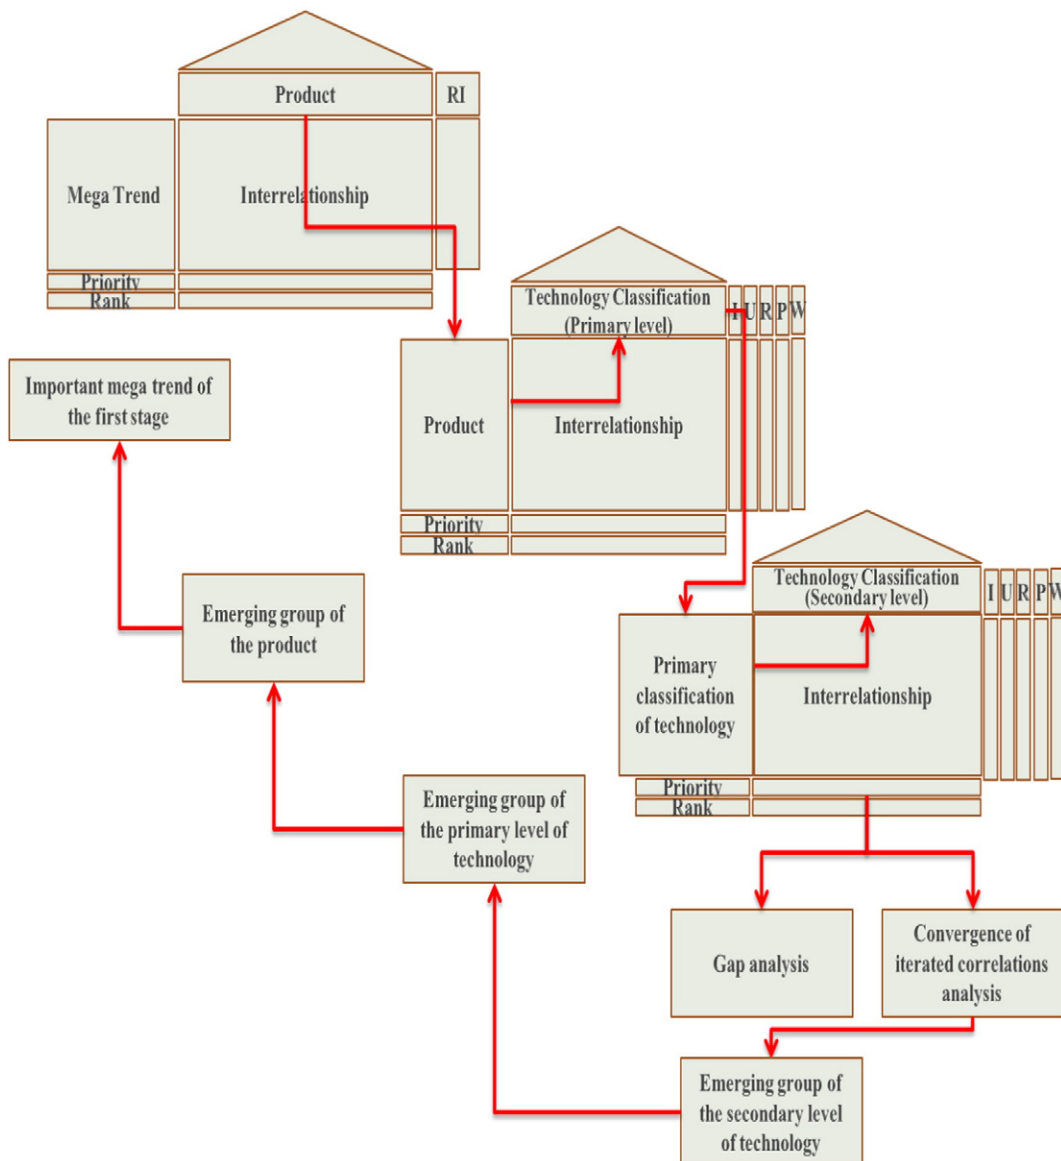 Product
RI
Mega Trend
Interrelationship
Priority
Rank
Technology Classification
(Primary level)
I
U
R
P
W
Important mega trend of
the first stage
Product
Interrelationship
Priority
Rank
Technology Classification
(Secondary level)
I
U
R
P
W
Emerging group of
the product
Primary
classification
of technology
Interrelationship
Priority
Rank
Emerging group of
the primary level of
technology
Gap analysis
Convergence of
iterated correlations
analysis
Emerging group of
the secondary level
of technology